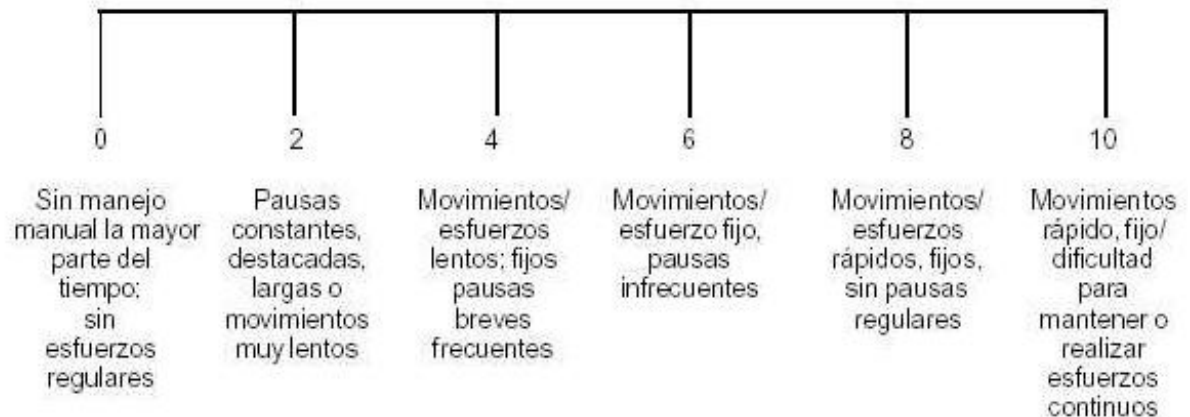 0
2
4
6
8
10
Sin manejo
manual la mayor
parte del
tiempo;
sin
esfuerzos
regulares
Pausas
constantes,
destacadas,
largas o
movimientos
muy lentos
Movimientos/
esfuerzos
lentos; fijos
pausas
breves
frecuentes
Movimientos/
esfuerzo fijo,
pausas
infrecuentes
Movimientos/
esfuerzos
rápidos, fijos,
sin pausas
regulares
Movimientos
rápido, fijo/
dificultad
para
mantener o
realizar
esfuerzos
continuos